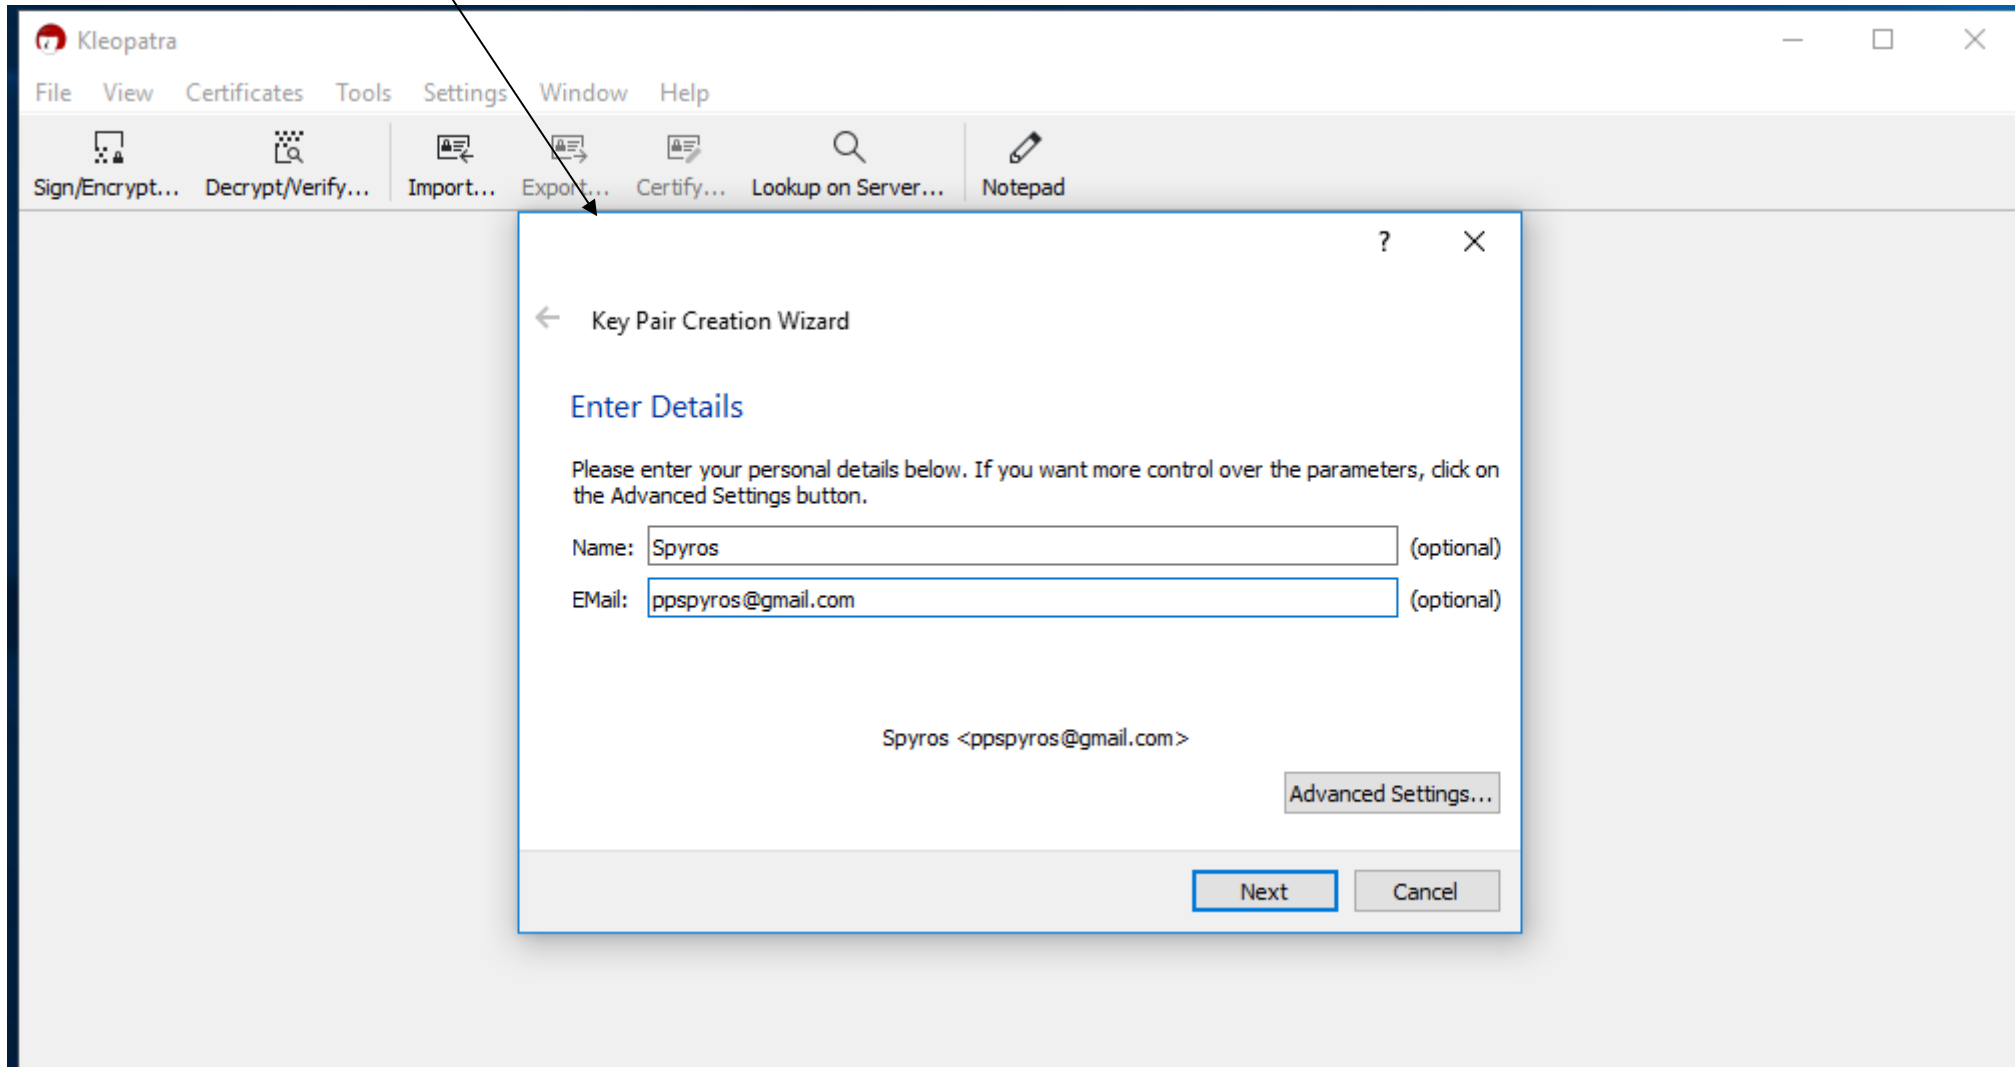 Kleopatra
File View Certificates Tools Settings Window Help
Sign/Encrypt... Decrypt/Verify... Import... Export... Certify... Lookup on Server... Notepad
?
Key Pair Creation Wizard
Enter Details
Please enter your personal details below. If you want more control over the parameters, click on
the Advanced Settings button.
Name: Spyros (optional)
EMail: ppspyros@gmail.com (optional)
Spyros <ppspyros@gmail.com>
Advanced Settings...
Next Cancel